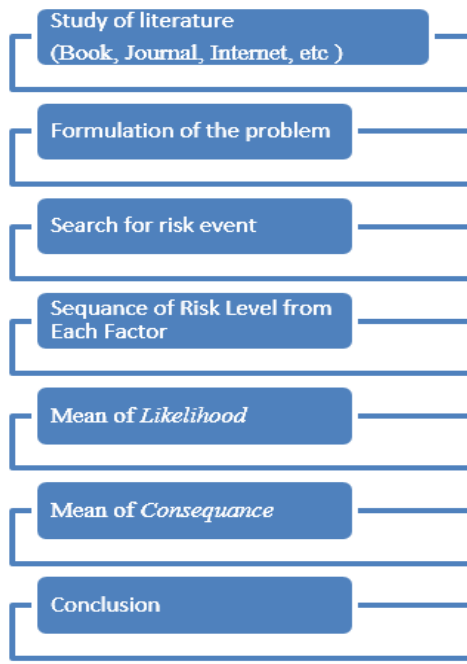 Study of literature
(Book, Journal, Internet, etc )
Formulation of the problem
Search for risk event
Sequance of Risk Level from
Each Factor
Mean of Likelihood
Mean of Consequance
Conclusion